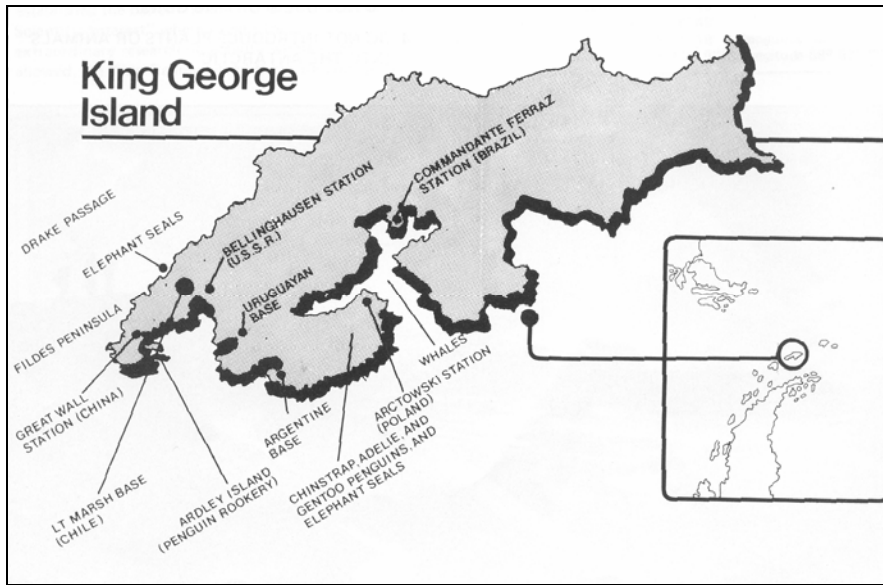 King George
Island
DRAKE PASSAGE
ELEPHANT SEALS
BELLINGHAUSEN STATION
(U.S.S.R.)
COMMANDANTE FERRAZ
STATION (BRAZIL)
URUGUAYAN
BASE
FILDES PENINSULA
GREAT WALL
STATION (CHINA)
LT MARSH BASE
(CHILE)
ARDLEY ISLAND
(PENGUIN ROOKERY)
ARGENTINE
BASE
CHINSTRAP, ADELIE, AND
GENTOO PENGUINS, AND
ELEPHANT SEALS
ARCTOWSKI STATION
(POLAND)
WHALES